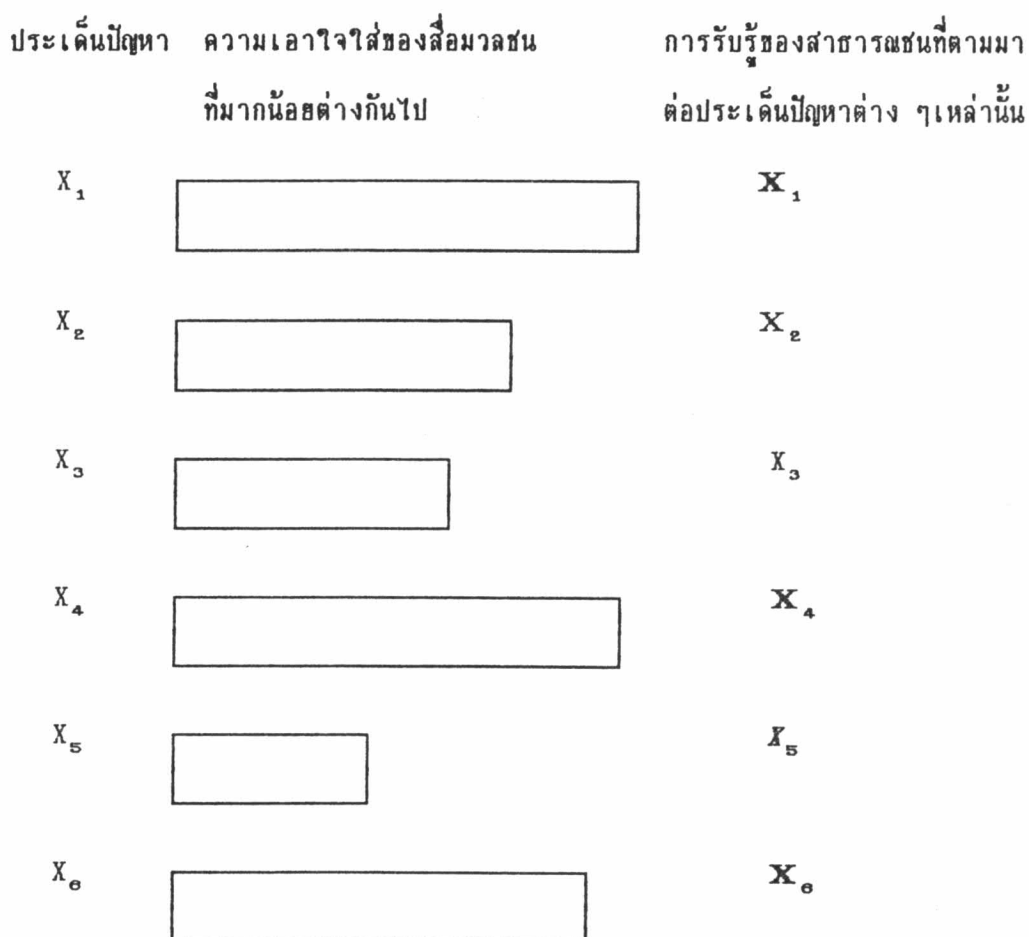 ประเด็นปัญหา ความเอาใจใส่ของสื่อมวลชน การรับรู้ของสาธารณชนที่ตามมา
ที่มากน้อยต่างกันไป ต่อประเด็นปัญหาต่าง ๆเหล่านั้น
X₁ X₁
X₂ X₂
X₃ X₃
X₄ X₄
X₅ X₅
X₆ X₆